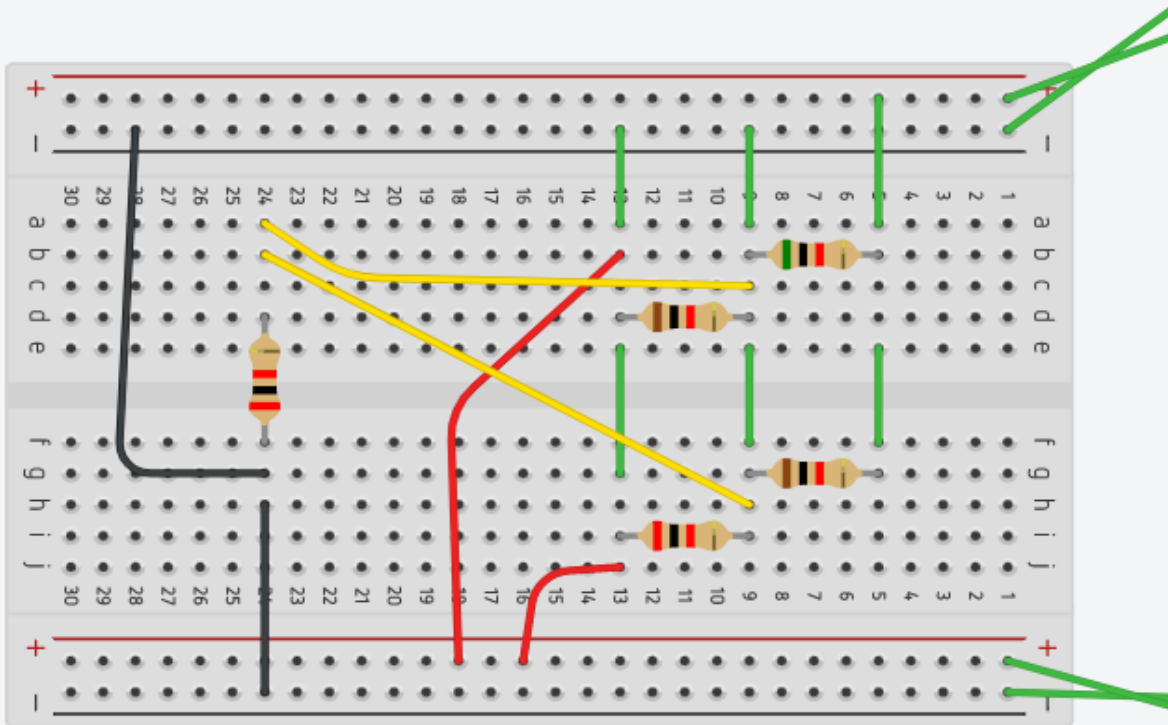 + +
− −
30 29 28 27 26 25 24 23 22 21 20 19 18 17 16 15 14 13 12 11 10 9 8 7 6 5 4 3 2 1
a a
b b
c c
d d
e e
f f
g g
h h
i i
j j
30 29 28 27 26 25 24 23 22 21 20 19 18 17 16 15 14 13 12 11 10 9 8 7 6 5 4 3 2 1
+ +
− −